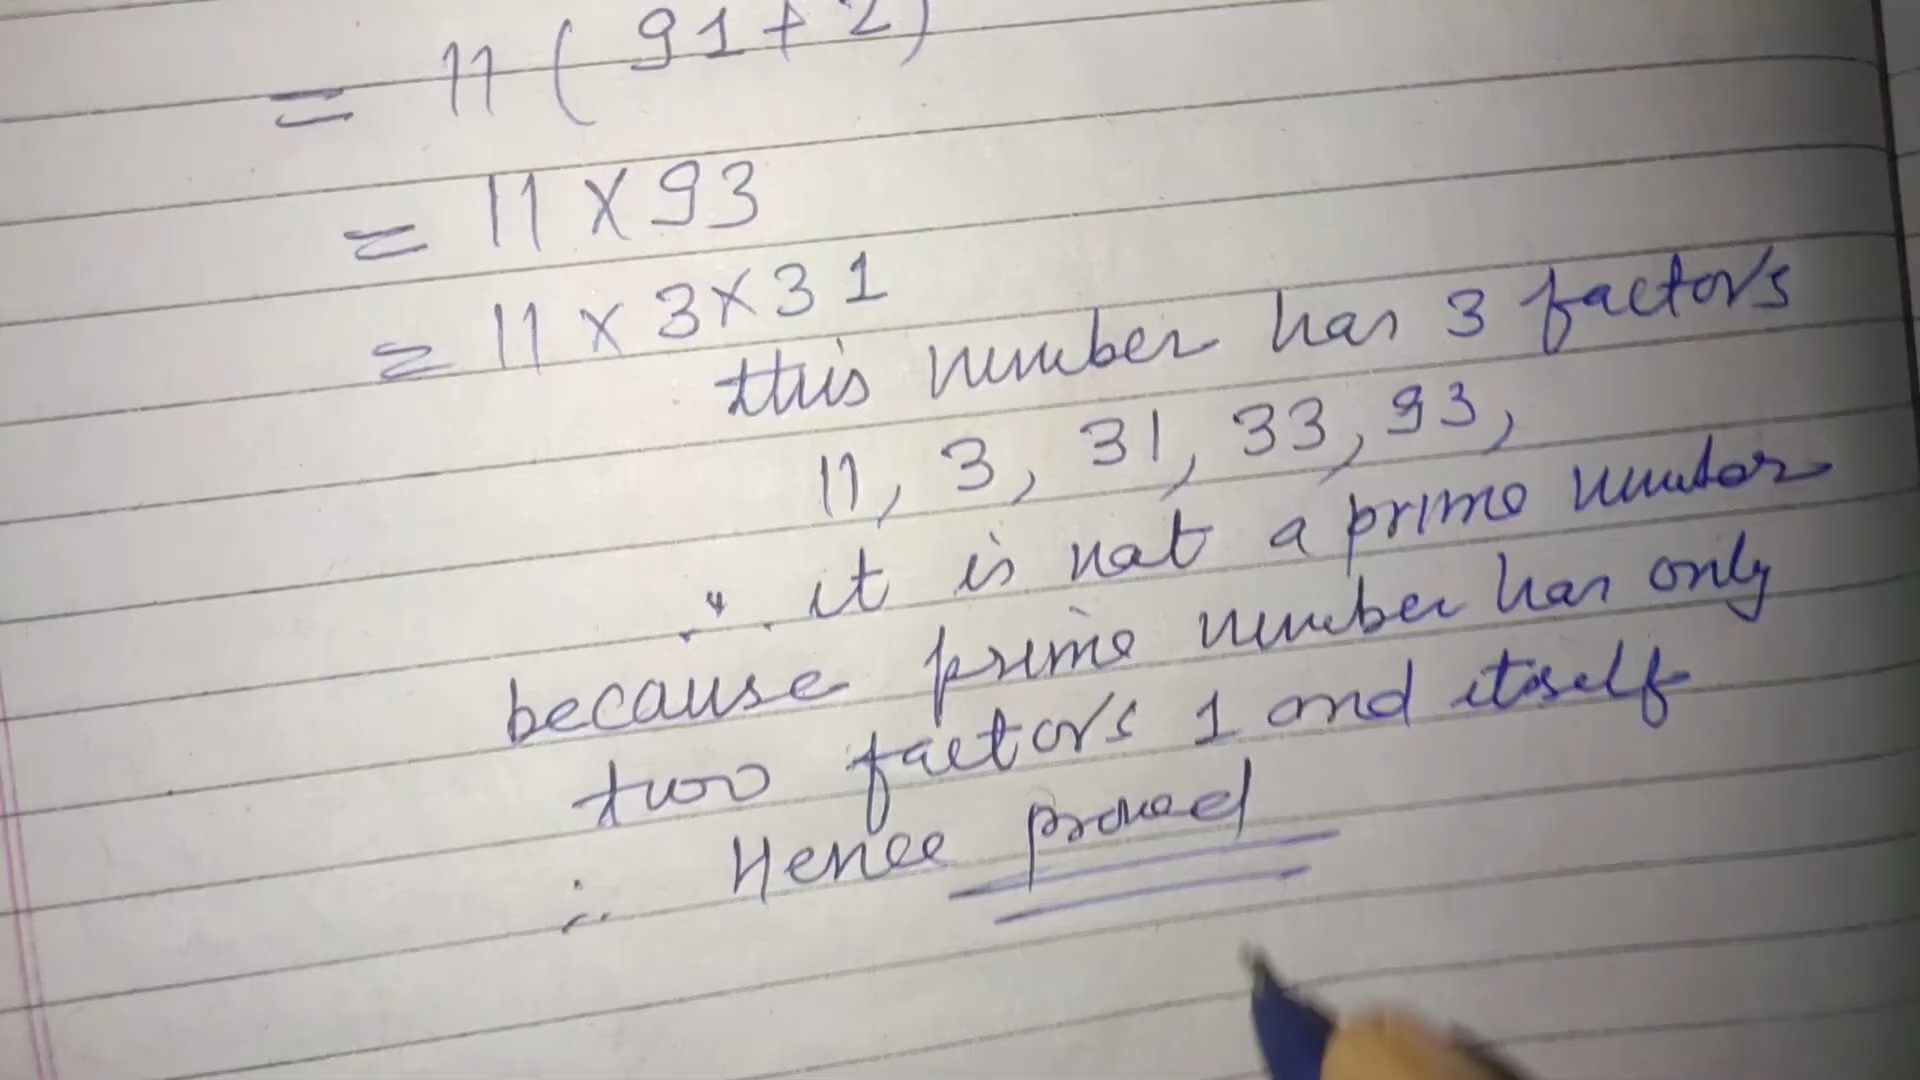 = 11 ( 91 + 2 )
= 11 × 93
= 11 × 3 × 31
this number has 3 factors
11, 3, 31, 33, 93,
∴ it is not a prime number
because prime number has only
two factors 1 and itself
∴ Hence proved